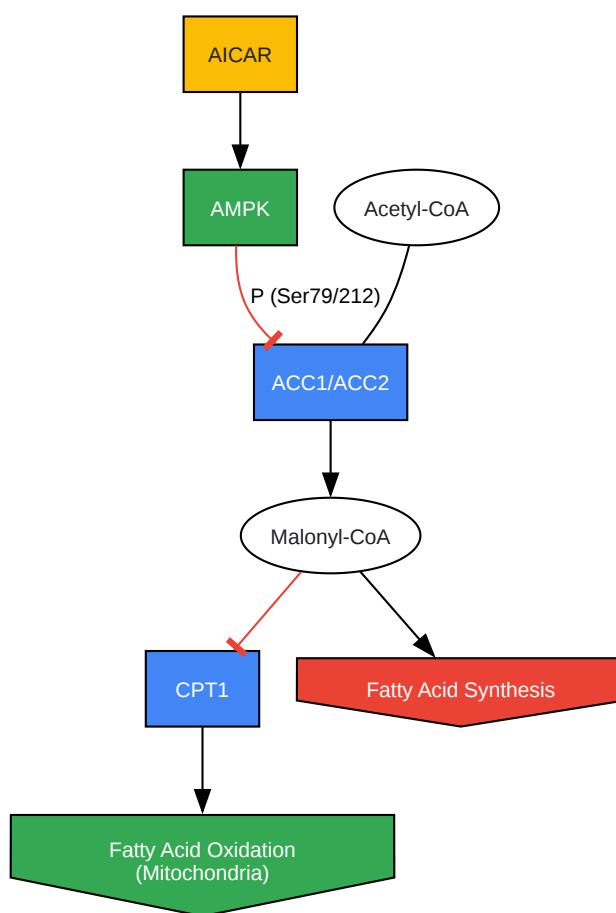 AICAR
AMPK
Acetyl-CoA
P (Ser79/212)
ACC1/ACC2
Malonyl-CoA
CPT1
Fatty Acid Synthesis
Fatty Acid Oxidation
(Mitochondria)